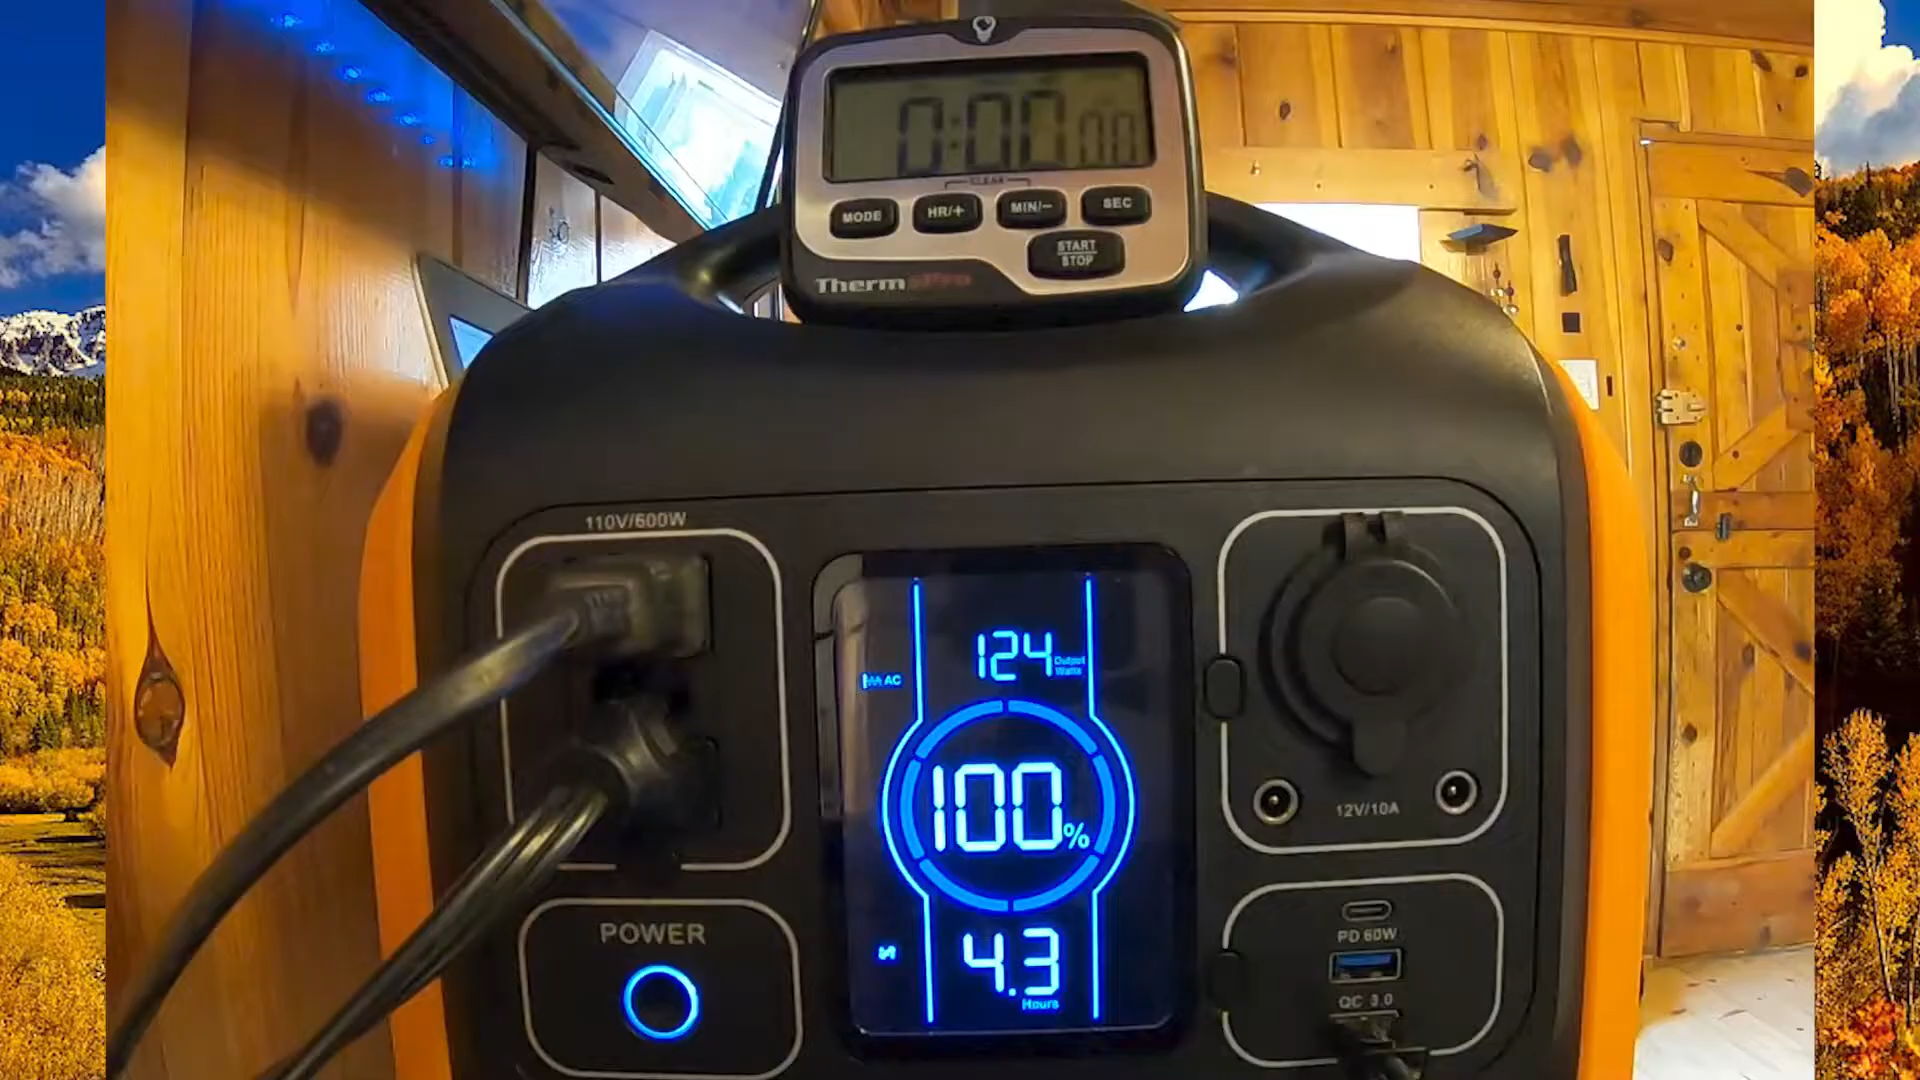 0:00 00
CLEAR
MODE HR/+ MIN/- SEC
START
STOP
ThermoPro
110V/600W
124 Output
Watts
AC
100%
12V/10A
POWER
PD 60W
4.3
Hours
QC 3.0